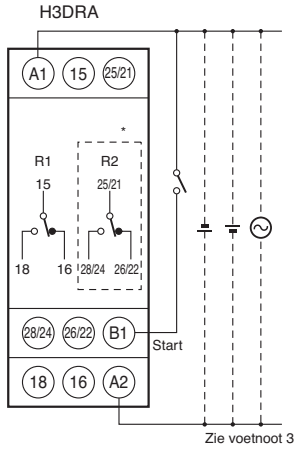 H3DRA
A1 15 25/21
*
R1 R2
15 25/21
18 16 28/24 26/22
28/24 26/22 B1
Start
18 16 A2
Zie voetnoot 3